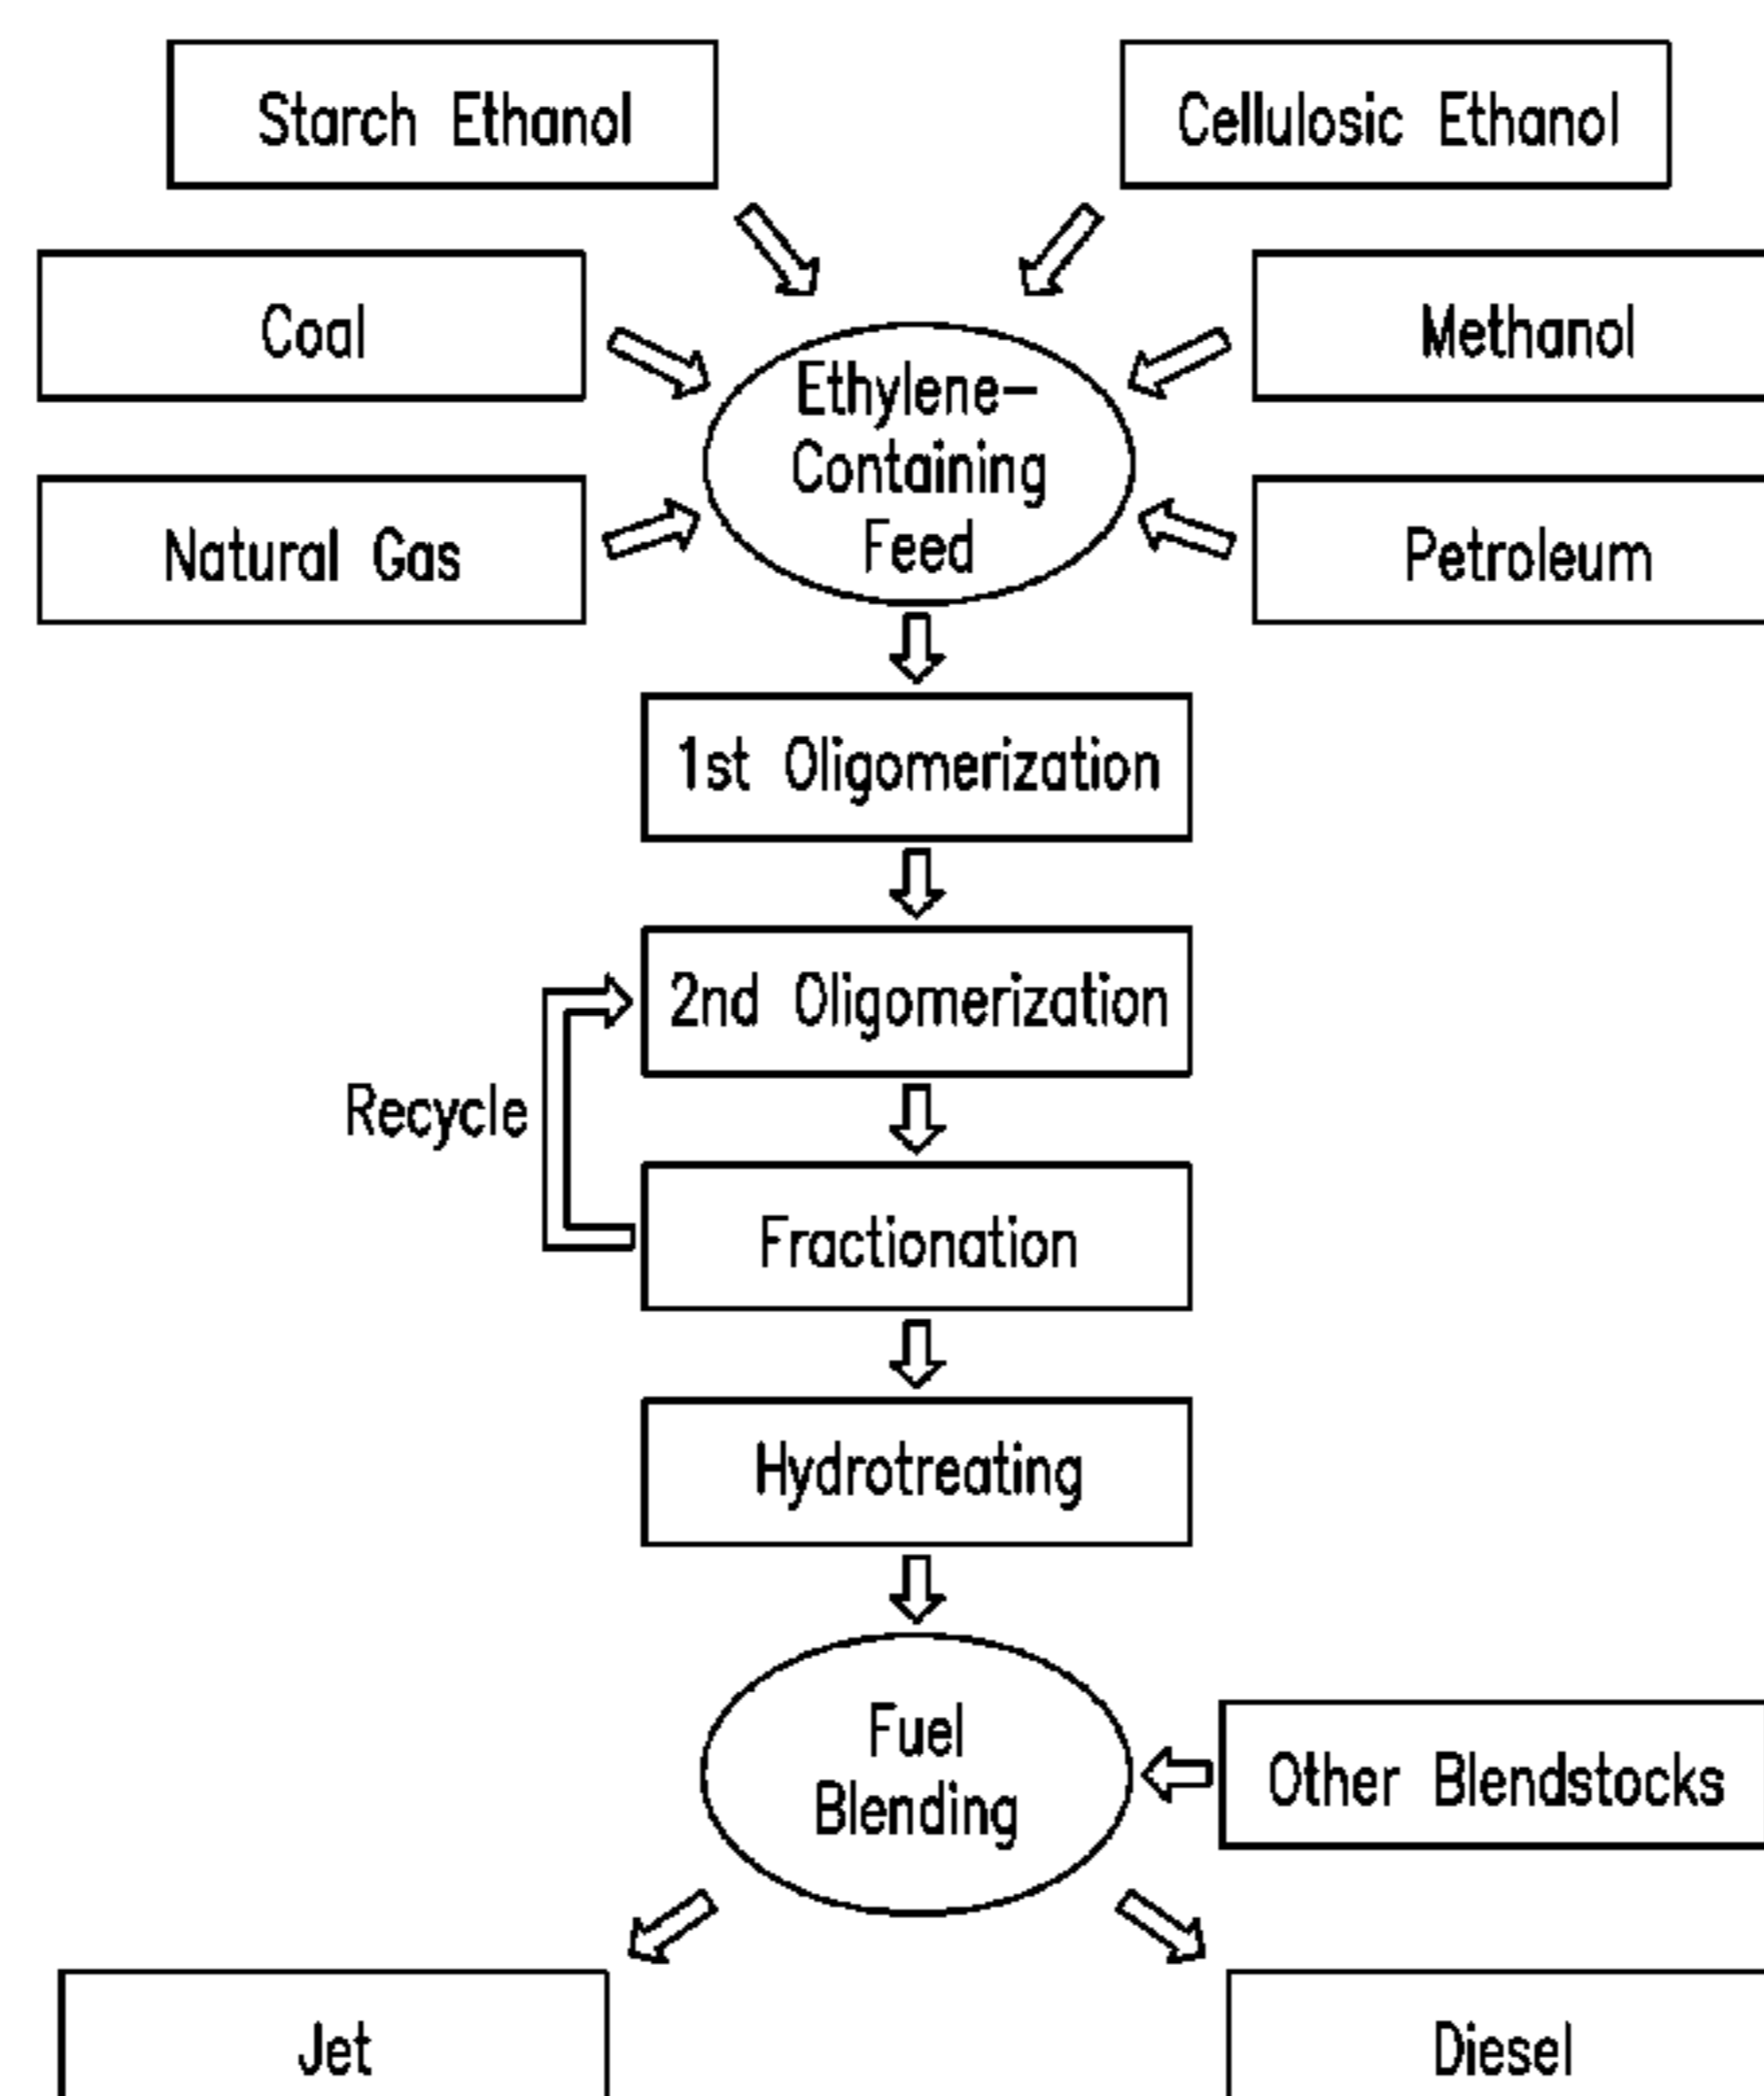 Starch Ethanol
Cellulosic Ethanol
Coal
Methanol
Ethylene-
Containing
Feed
Natural Gas
Petroleum
1st Oligomerization
2nd Oligomerization
Recycle
Fractionation
Hydrotreating
Fuel
Blending
Other Blendstocks
Jet
Diesel